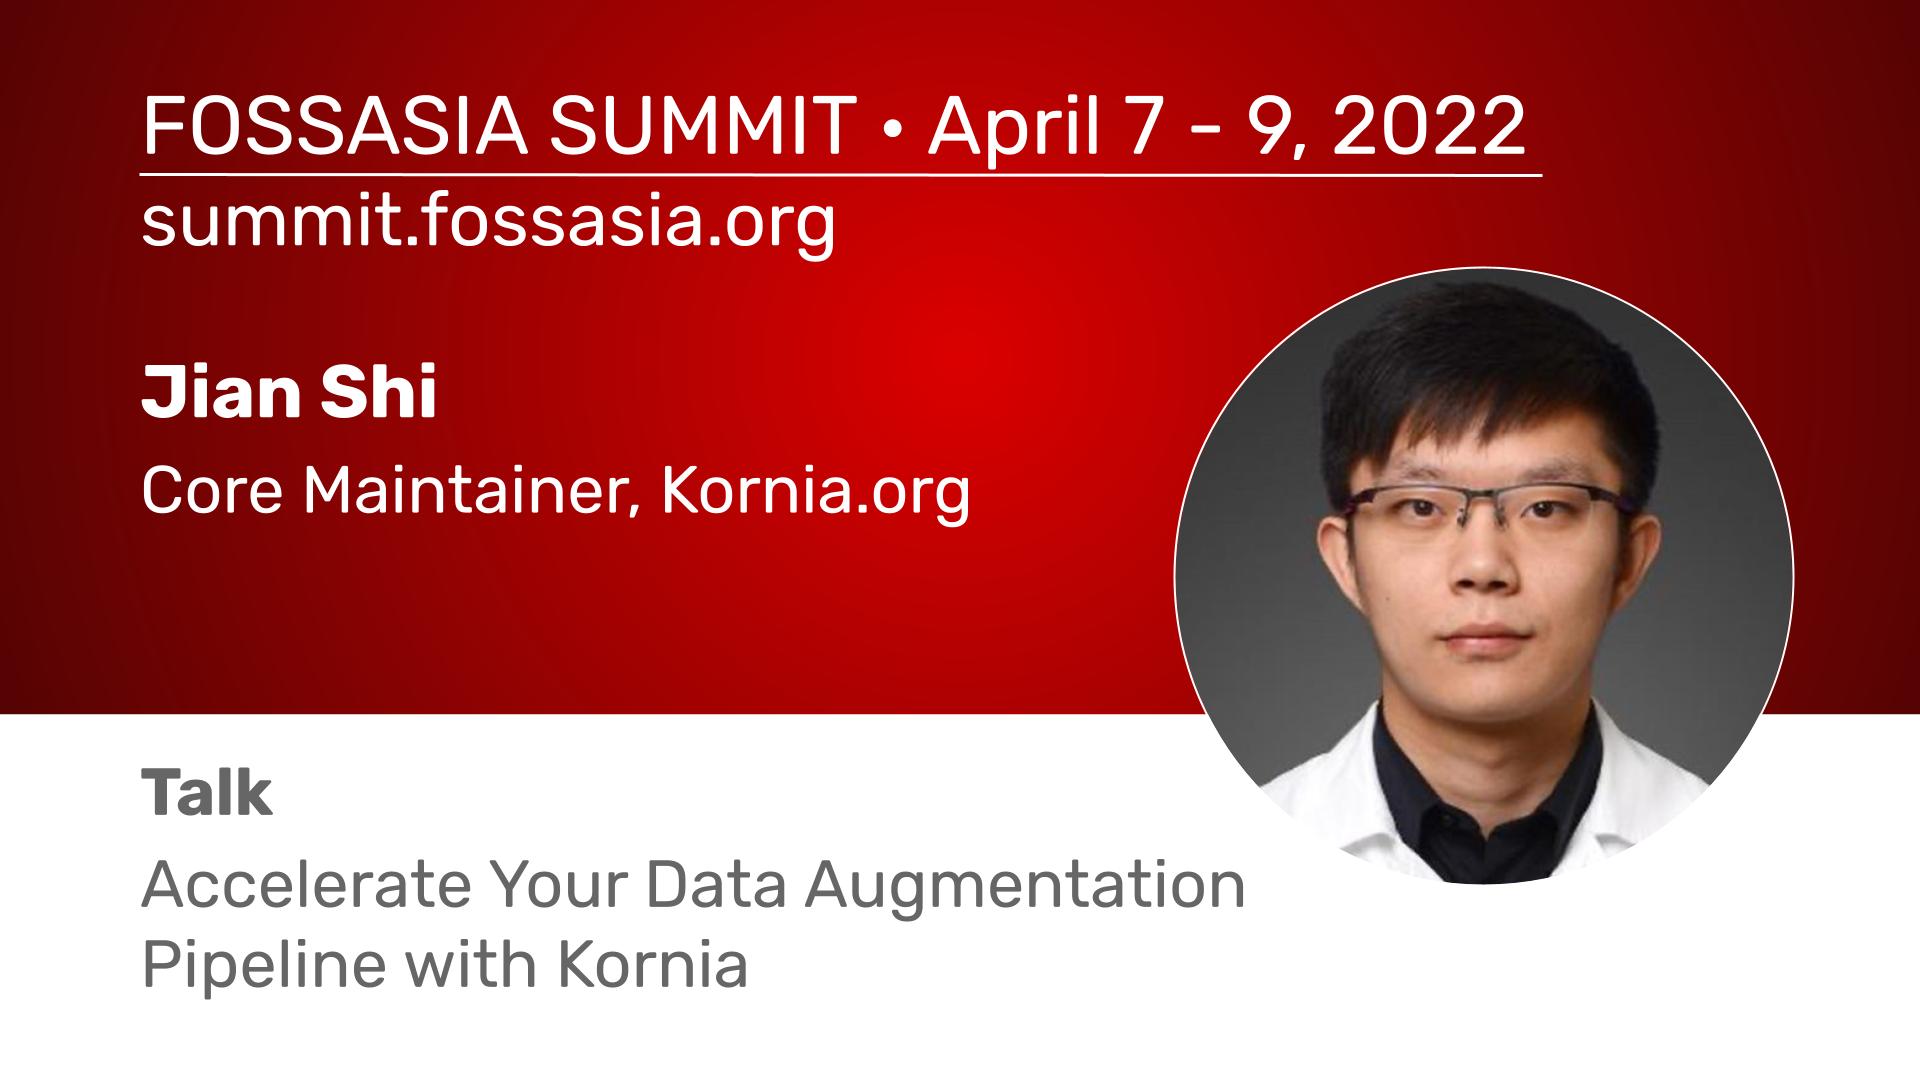 FOSSASIA SUMMIT • April 7 - 9, 2022
summit.fossasia.org
Jian Shi
Core Maintainer, Kornia.org
Talk
Accelerate Your Data Augmentation
Pipeline with Kornia